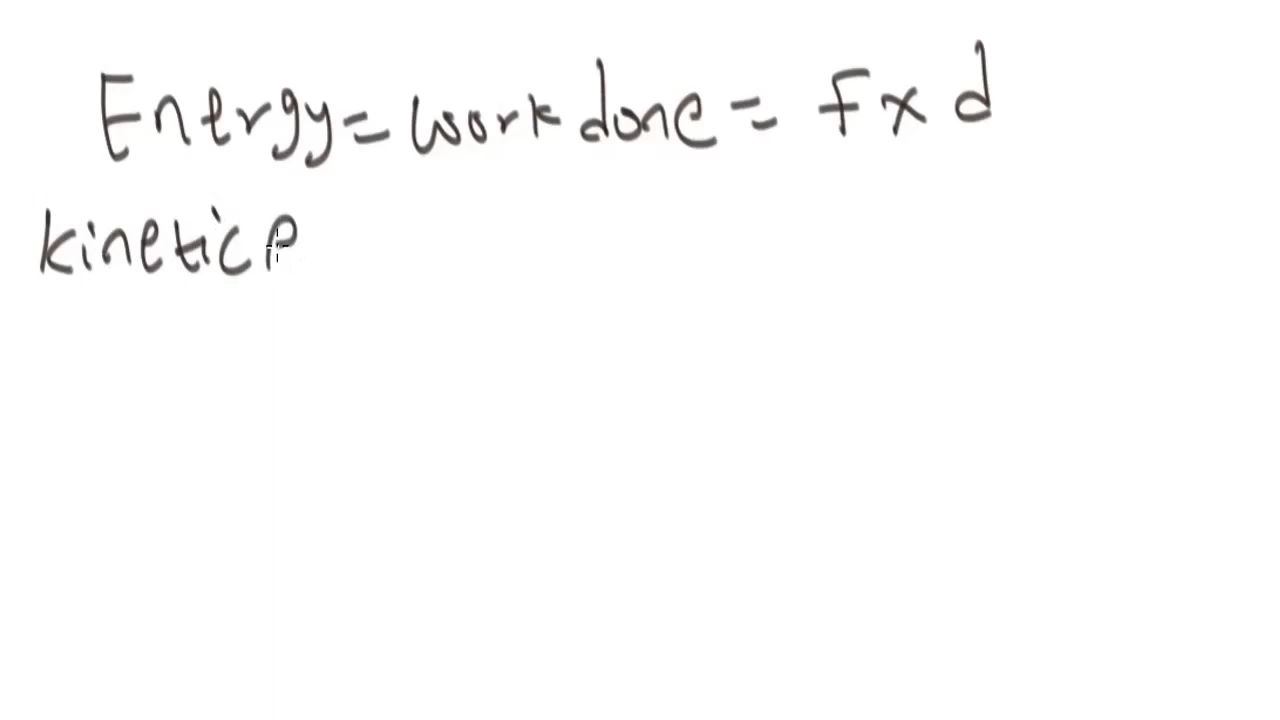 Energy = work done = F x d
kinetic e